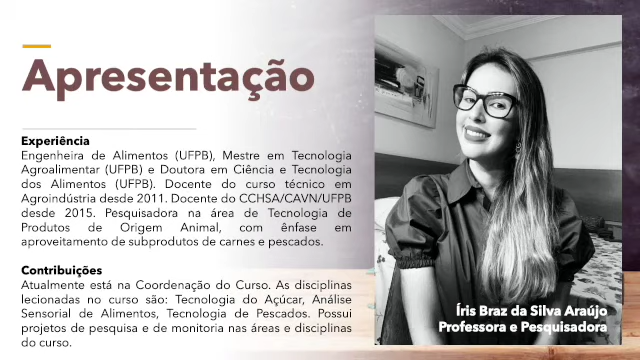 Apresentação
Experiência
Engenheira de Alimentos (UFPB), Mestre em Tecnologia
Agroalimentar (UFPB) e Doutora em Ciência e Tecnologia
dos Alimentos (UFPB). Docente do curso técnico em
Agroindústria desde 2011. Docente do CCHSA/CAVN/UFPB
desde 2015. Pesquisadora na área de Tecnologia de
Produtos de Origem Animal, com ênfase em
aproveitamento de subprodutos de carnes e pescados.
Contribuições
Atualmente está na Coordenação do Curso. As disciplinas
lecionadas no curso são: Tecnologia do Açúcar, Análise
Sensorial de Alimentos, Tecnologia de Pescados. Possui
projetos de pesquisa e de monitoria nas áreas e disciplinas
do curso.
Íris Braz da Silva Araújo
Professora e Pesquisadora